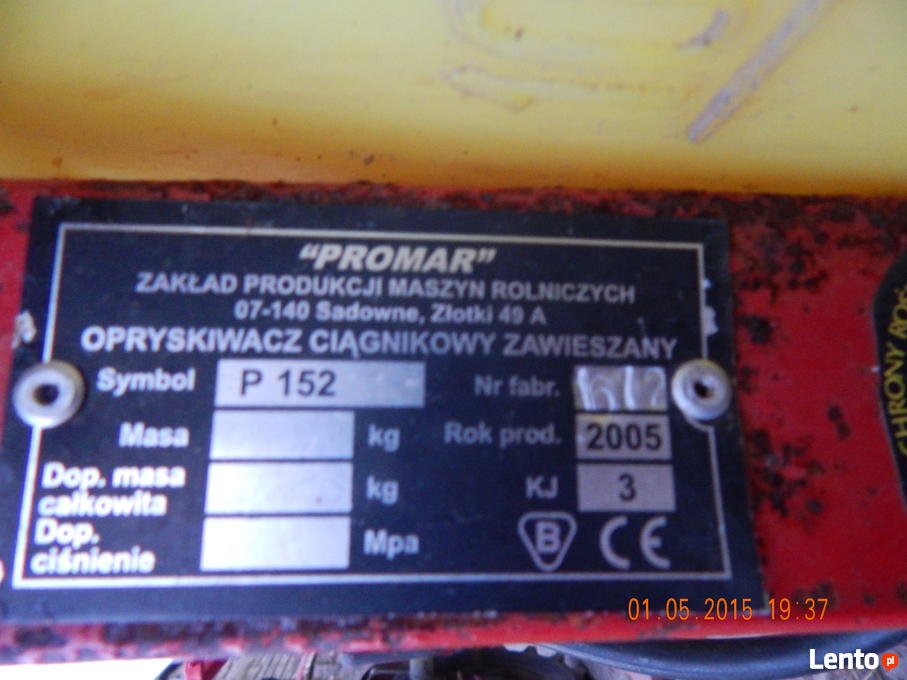 "PROMAR"
ZAKŁAD PRODUKCJI MASZYN ROLNICZYCH
07-140 Sadowne, Złotki 49 A
OPRYSKIWACZ CIĄGNIKOWY ZAWIESZANY
Symbol P 152 Nr fabr.
Masa kg Rok prod. 2005
Dop. masa całkowita kg KJ 3
Dop. ciśnienie Mpa B CE
CHRONY ROŚ
01.05.2015 19:37
Lento.pl